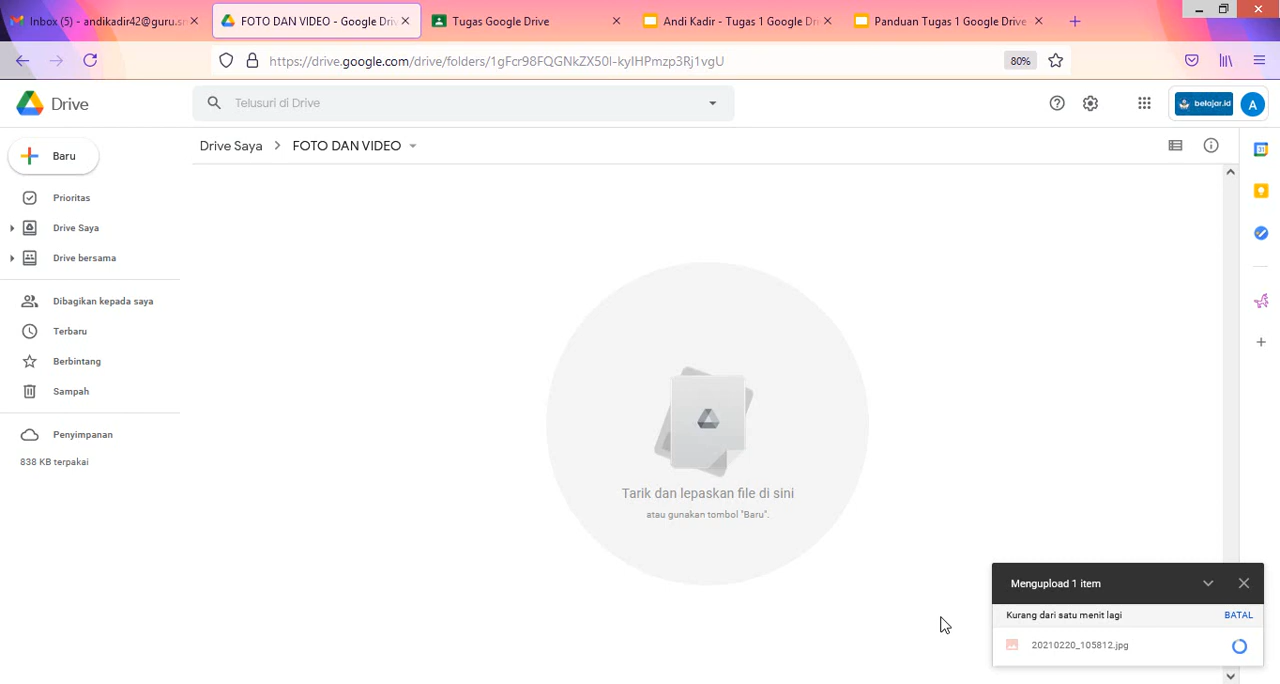 Inbox (5) - andikadir42@guru.sm
FOTO DAN VIDEO - Google Driv
Tugas Google Drive
Andi Kadir - Tugas 1 Google Dri
Panduan Tugas 1 Google Drive
https://drive.google.com/drive/folders/1gFcr98FQGNkZX50l-kyIHPmzp3Rj1vgU
80%
Drive
Telusuri di Drive
belajar.id
A
Baru
Drive Saya > FOTO DAN VIDEO
Prioritas
Drive Saya
Drive bersama
Dibagikan kepada saya
Terbaru
Berbintang
Sampah
Penyimpanan
838 KB terpakai
31
Tarik dan lepaskan file di sini
atau gunakan tombol "Baru".
Mengupload 1 item
Kurang dari satu menit lagi
BATAL
20210220_105812.jpg